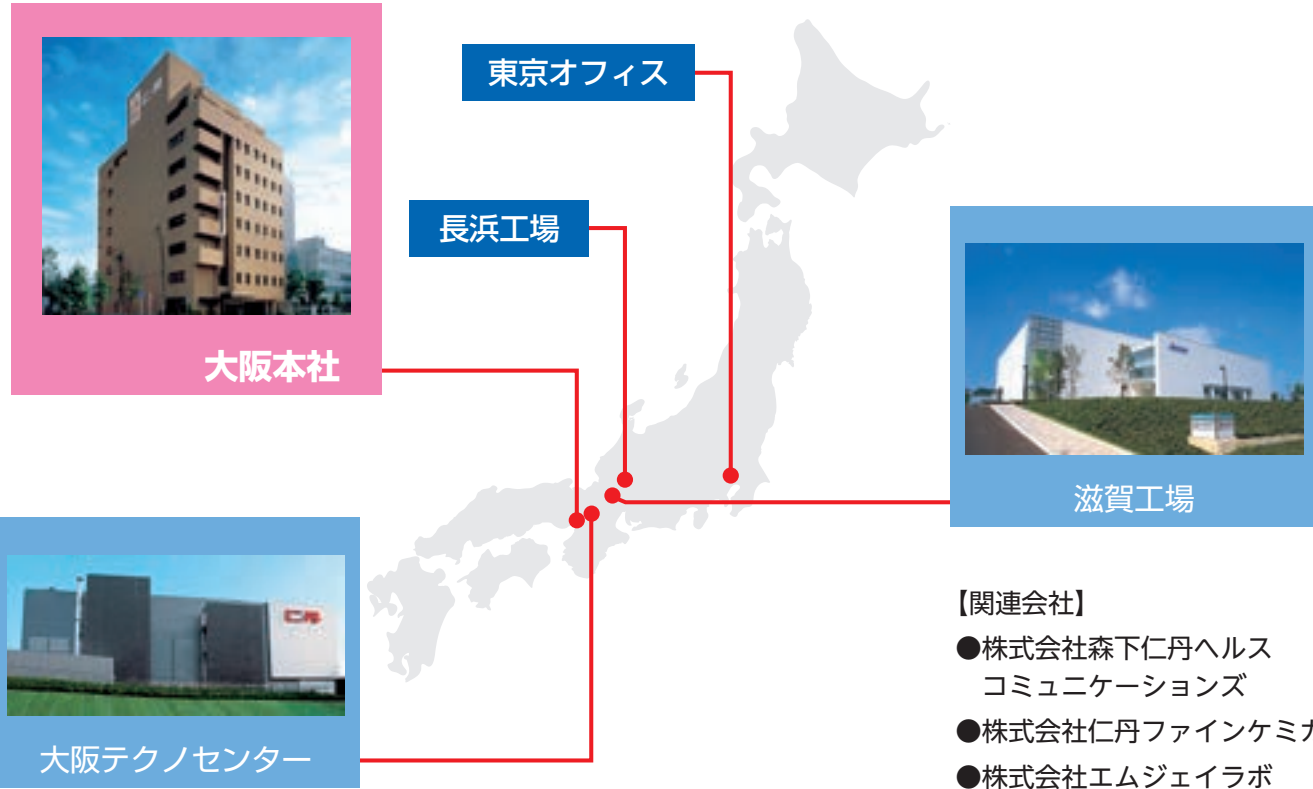 東京オフィス
長浜工場
大阪本社
滋賀工場
仁丹
大阪テクノセンター
【関連会社】
●株式会社森下仁丹ヘルス
コミュニケーションズ
●株式会社仁丹ファインケミカ
●株式会社エムジェイラボ